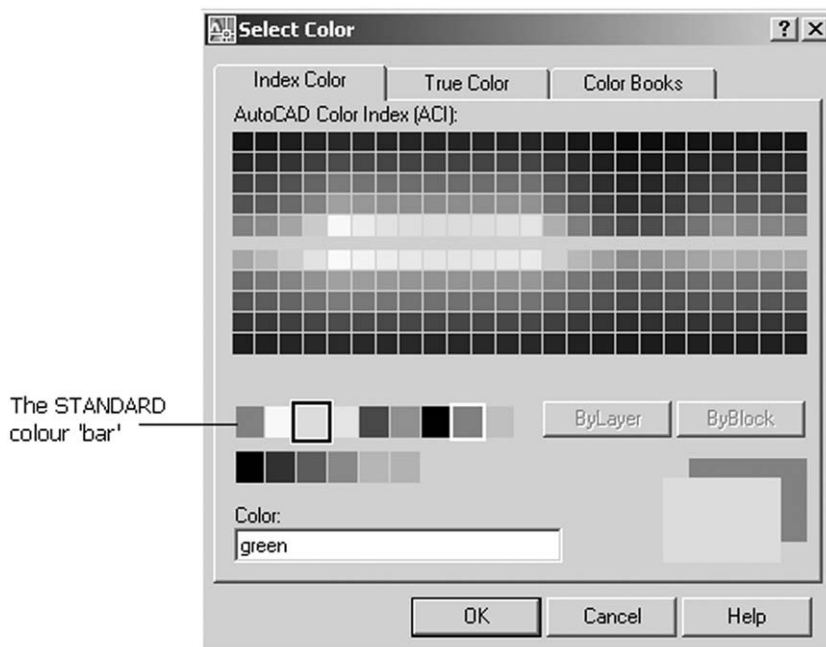 Select Color
Index Color
True Color
Color Books
AutoCAD Color Index (ACI):
The STANDARD
colour 'bar'
ByLayer
ByBlock
Color:
green
OK
Cancel
Help